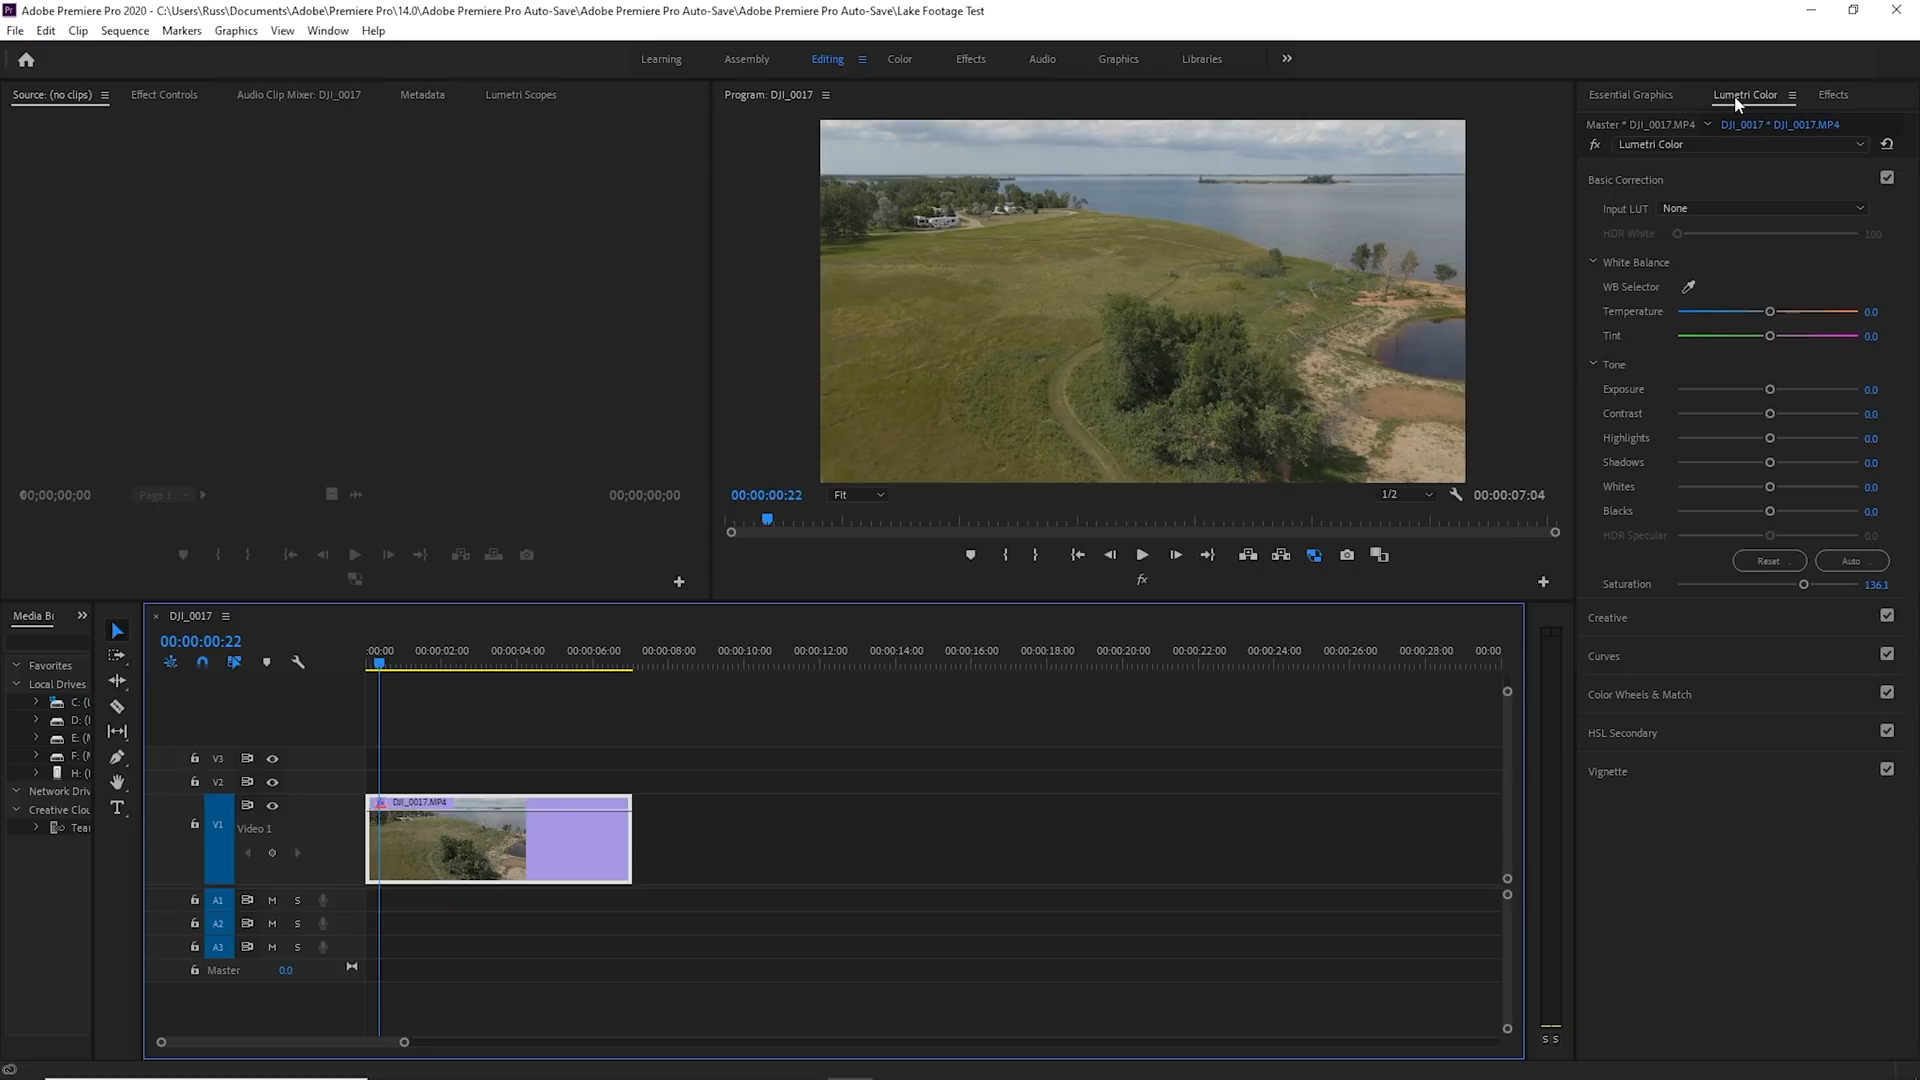 Adobe Premiere Pro 2020 - C:\Users\Russ\Documents\Adobe\Premiere Pro\14.0\Adobe Premiere Pro Auto-Save\Adobe Premiere Pro Auto-Save\Adobe Premiere Pro Auto-Save\Lake Footage Test
File Edit Clip Sequence Markers Graphics View Window Help
Learning Assembly Editing Color Effects Audio Graphics Libraries
Source: (no clips) Effect Controls Audio Clip Mixer: DJI_0017 Metadata Lumetri Scopes
Program: DJI_0017
Essential Graphics Lumetri Color Effects
Master * DJI_0017.MP4 DJI_0017 * DJI_0017.MP4
fx Lumetri Color
Basic Correction
Input LUT None
HDR White 100
White Balance
WB Selector
Temperature 0.0
Tint 0.0
Tone
Exposure 0.0
Contrast 0.0
Highlights 0.0
Shadows 0.0
Whites 0.0
Blacks 0.0
HDR Specular 0.0
Reset Auto
Saturation 136.1
Creative
Curves
Color Wheels & Match
HSL Secondary
Vignette
00;00;00;00 Page 1 00;00;00;00
00:00:00:22 Fit 1/2 00:00:07:04
fx
Media Br
Favorites
Local Drives
C: (
D: (
E: (
F: (
H: (
Network Driv
Creative Clou
Tea
DJI_0017
00:00:00:22
:00:00 00:00:02:00 00:00:04:00 00:00:06:00 00:00:08:00 00:00:10:00 00:00:12:00 00:00:14:00 00:00:16:00 00:00:18:00 00:00:20:00 00:00:22:00 00:00:24:00 00:00:26:00 00:00:28:00 00:00
V3
V2
V1 Video 1
fx DJI_0017.MP4
A1 M S
A2 M S
A3 M S
Master 0.0
S S